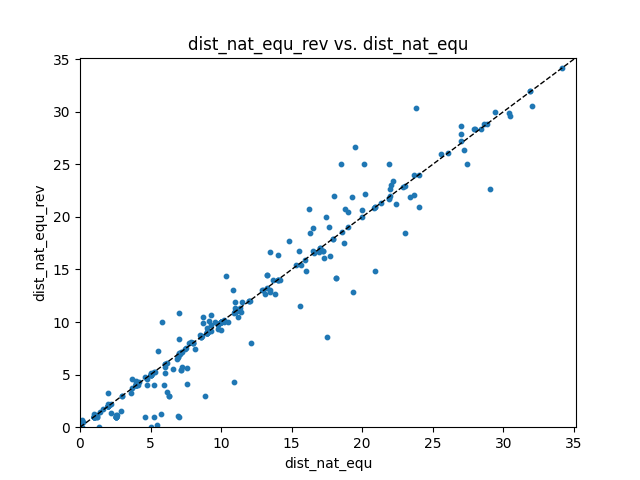 dist_nat_equ_rev vs. dist_nat_equ
35
30
25
20
15
10
5
0
dist_nat_equ_rev
0 5 10 15 20 25 30 35
dist_nat_equ